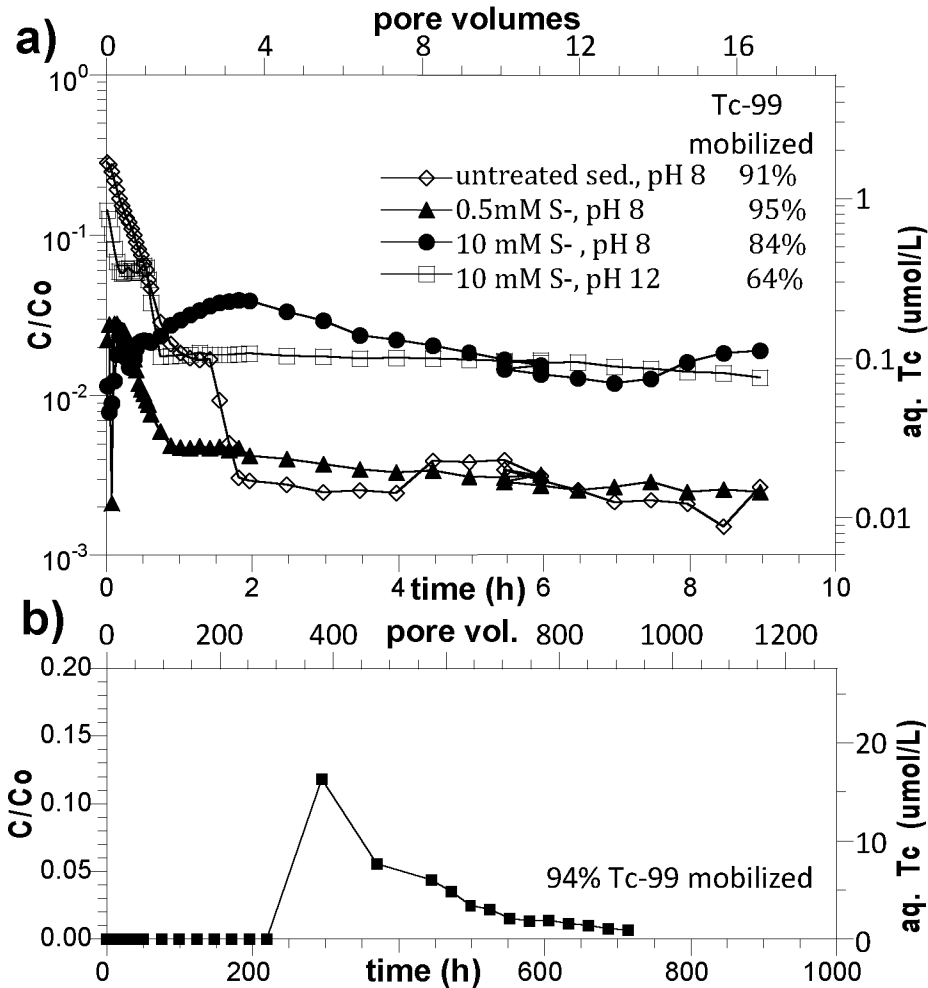 a)
pore volumes
0 4 8 12 16
10⁰
10⁻¹
10⁻²
10⁻³
C/Co
Tc-99
mobilized
untreated sed., pH 8 91%
0.5mM S-, pH 8 95%
10 mM S-, pH 8 84%
10 mM S-, pH 12 64%
1
0.1
0.01
aq. Tc (umol/L)
0 2 4 6 8 10
time (h)
b)
0 200 400 600 800 1000 1200
pore vol.
0.20
0.15
0.10
0.05
0.00
C/Co
94% Tc-99 mobilized
20
10
0
aq. Tc (umol/L)
0 200 400 600 800 1000
time (h)